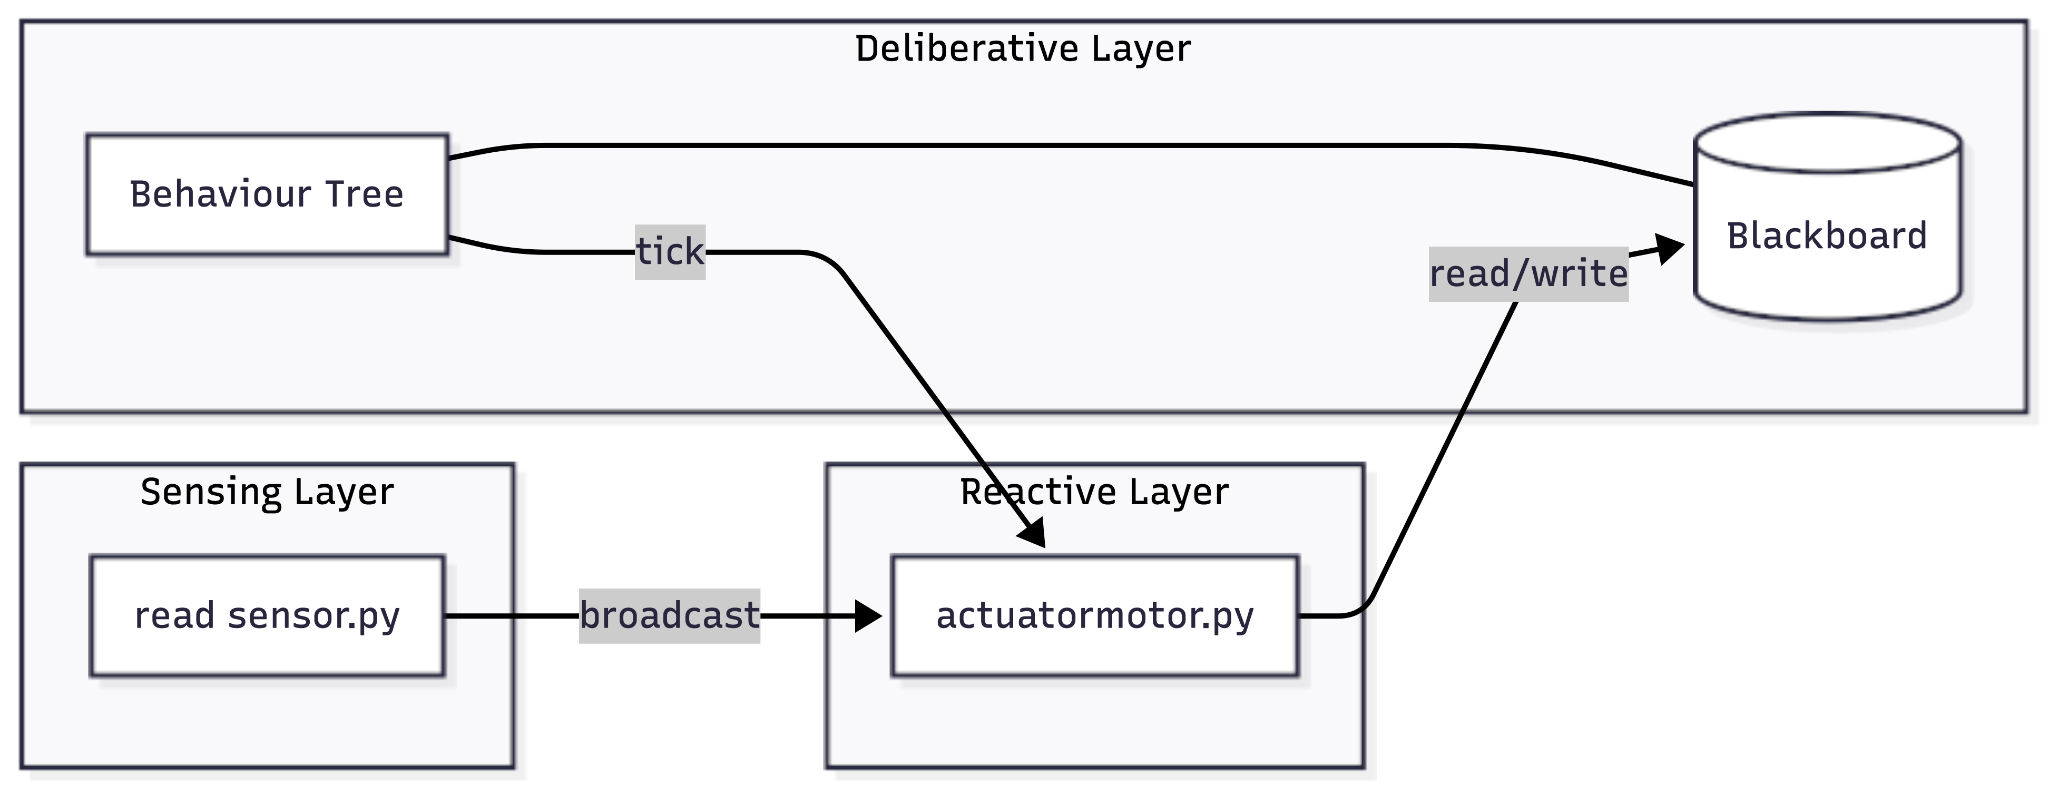 Deliberative Layer
Behaviour Tree
tick
read/write
Blackboard
Sensing Layer
read sensor.py
broadcast
Reactive Layer
actuatormotor.py